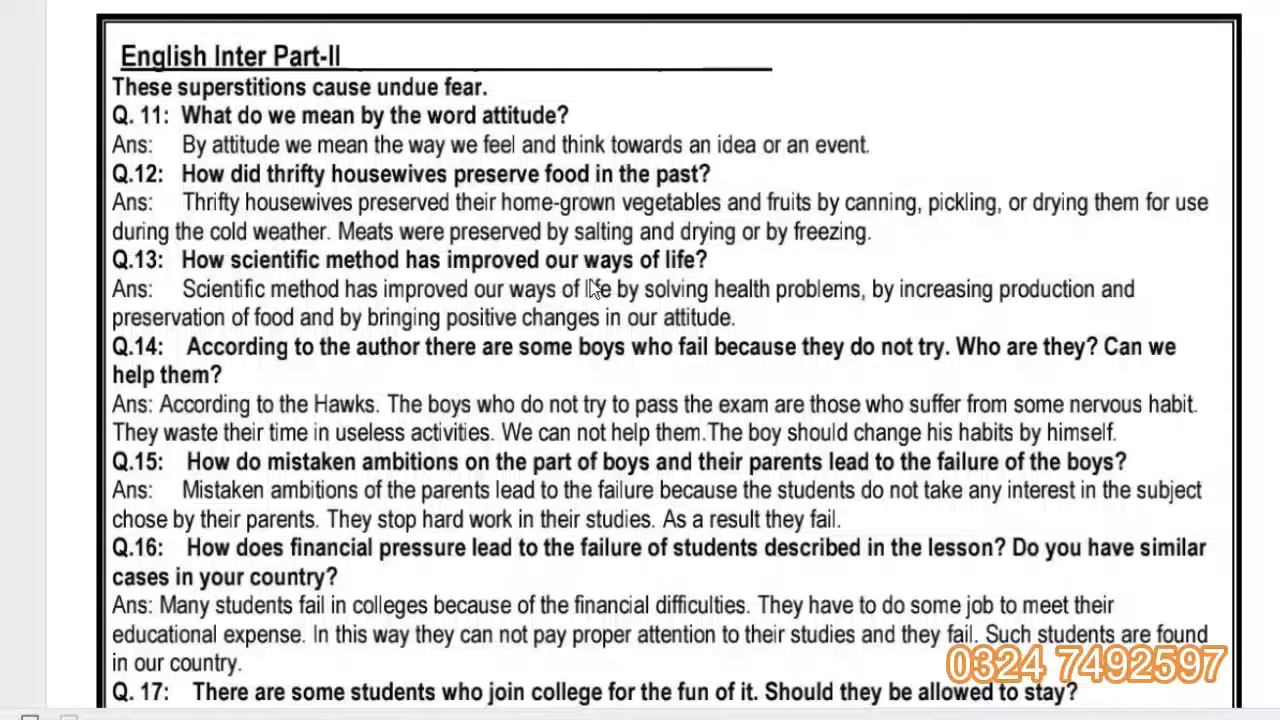 English Inter Part-II
These superstitions cause undue fear.
Q. 11: What do we mean by the word attitude?
Ans: By attitude we mean the way we feel and think towards an idea or an event.
Q.12: How did thrifty housewives preserve food in the past?
Ans: Thrifty housewives preserved their home-grown vegetables and fruits by canning, pickling, or drying them for use
during the cold weather. Meats were preserved by salting and drying or by freezing.
Q.13: How scientific method has improved our ways of life?
Ans: Scientific method has improved our ways of life by solving health problems, by increasing production and
preservation of food and by bringing positive changes in our attitude.
Q.14: According to the author there are some boys who fail because they do not try. Who are they? Can we
help them?
Ans: According to the Hawks. The boys who do not try to pass the exam are those who suffer from some nervous habit.
They waste their time in useless activities. We can not help them.The boy should change his habits by himself.
Q.15: How do mistaken ambitions on the part of boys and their parents lead to the failure of the boys?
Ans: Mistaken ambitions of the parents lead to the failure because the students do not take any interest in the subject
chose by their parents. They stop hard work in their studies. As a result they fail.
Q.16: How does financial pressure lead to the failure of students described in the lesson? Do you have similar
cases in your country?
Ans: Many students fail in colleges because of the financial difficulties. They have to do some job to meet their
educational expense. In this way they can not pay proper attention to their studies and they fail. Such students are found
in our country.
0324 7492597
Q. 17: There are some students who join college for the fun of it. Should they be allowed to stay?